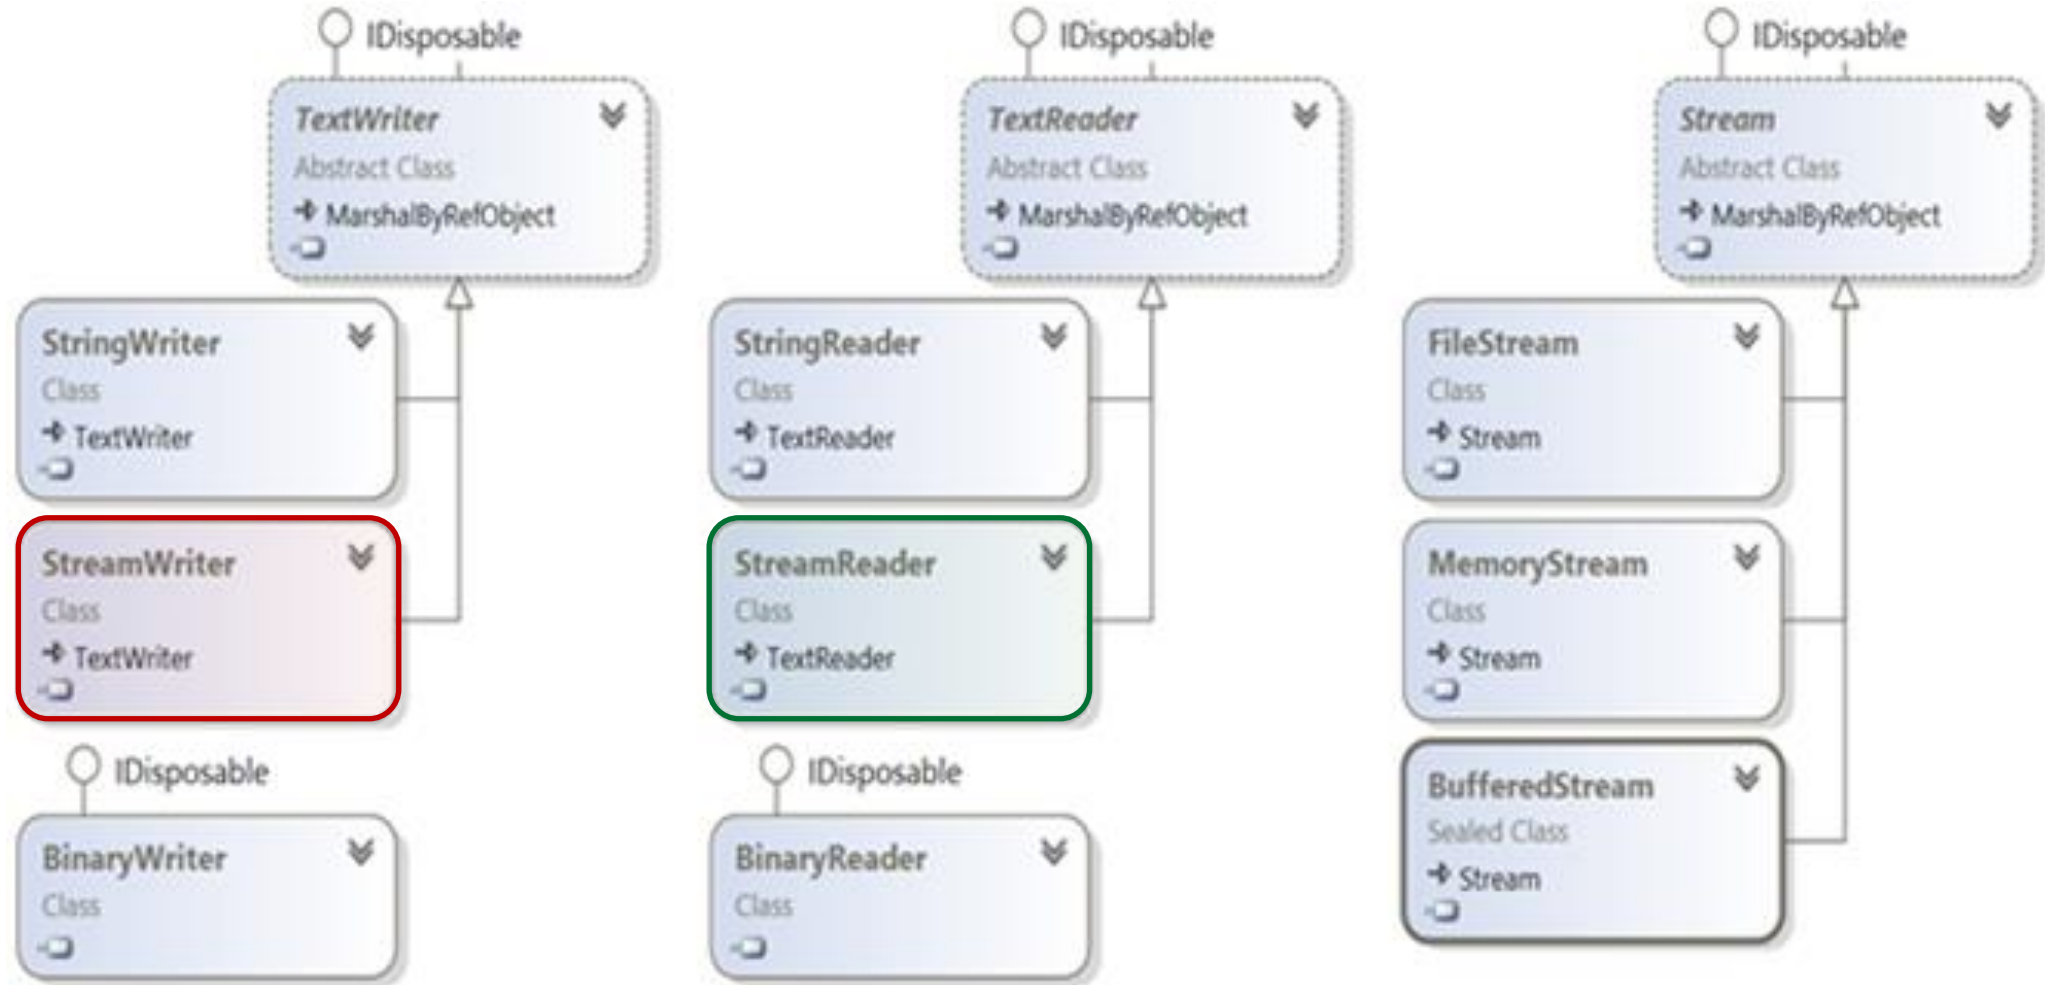 IDisposable
TextWriter
Abstract Class
MarshalByRefObject
StringWriter
Class
TextWriter
StreamWriter
Class
TextWriter
IDisposable
BinaryWriter
Class
IDisposable
TextReader
Abstract Class
MarshalByRefObject
StringReader
Class
TextReader
StreamReader
Class
TextReader
IDisposable
BinaryReader
Class
IDisposable
Stream
Abstract Class
MarshalByRefObject
FileStream
Class
Stream
MemoryStream
Class
Stream
BufferedStream
Sealed Class
Stream